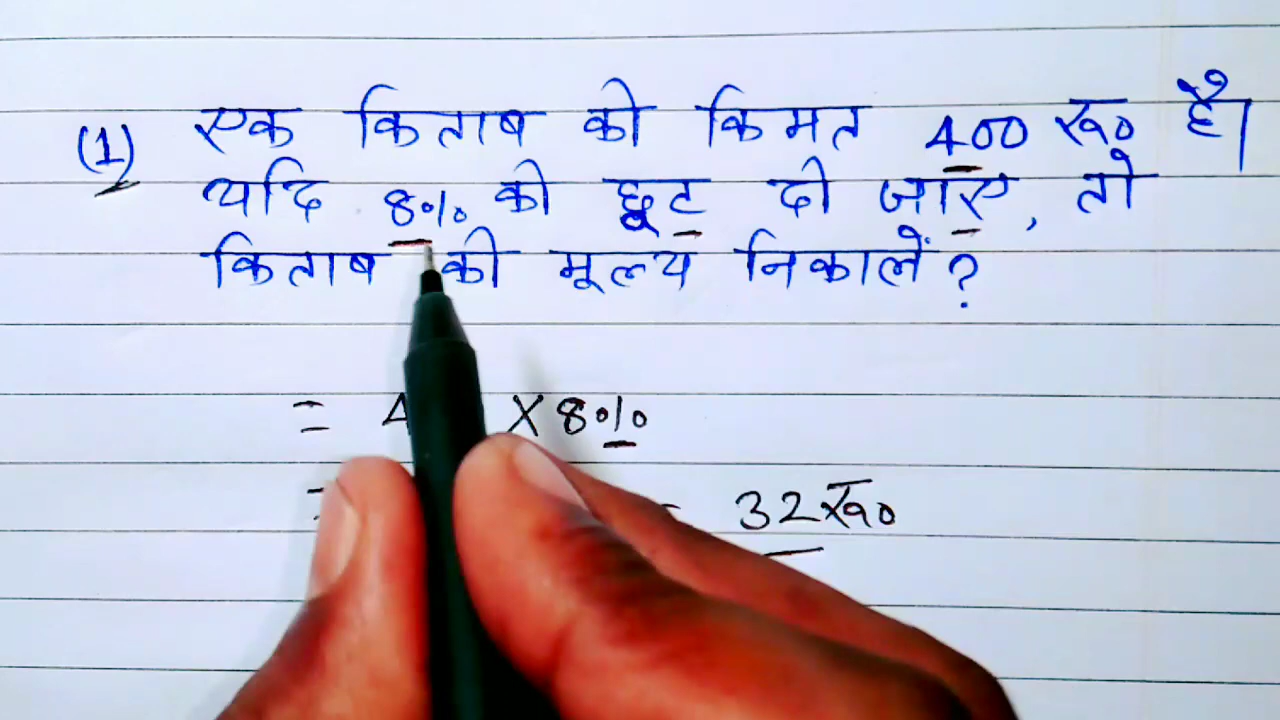 (1) एक किताब की किमत 400 रू० है।
यदि 8% की छूट दी जाए, तो
किताब की मूल्य निकालें?
= 4 × 8%
= = 32 रू०